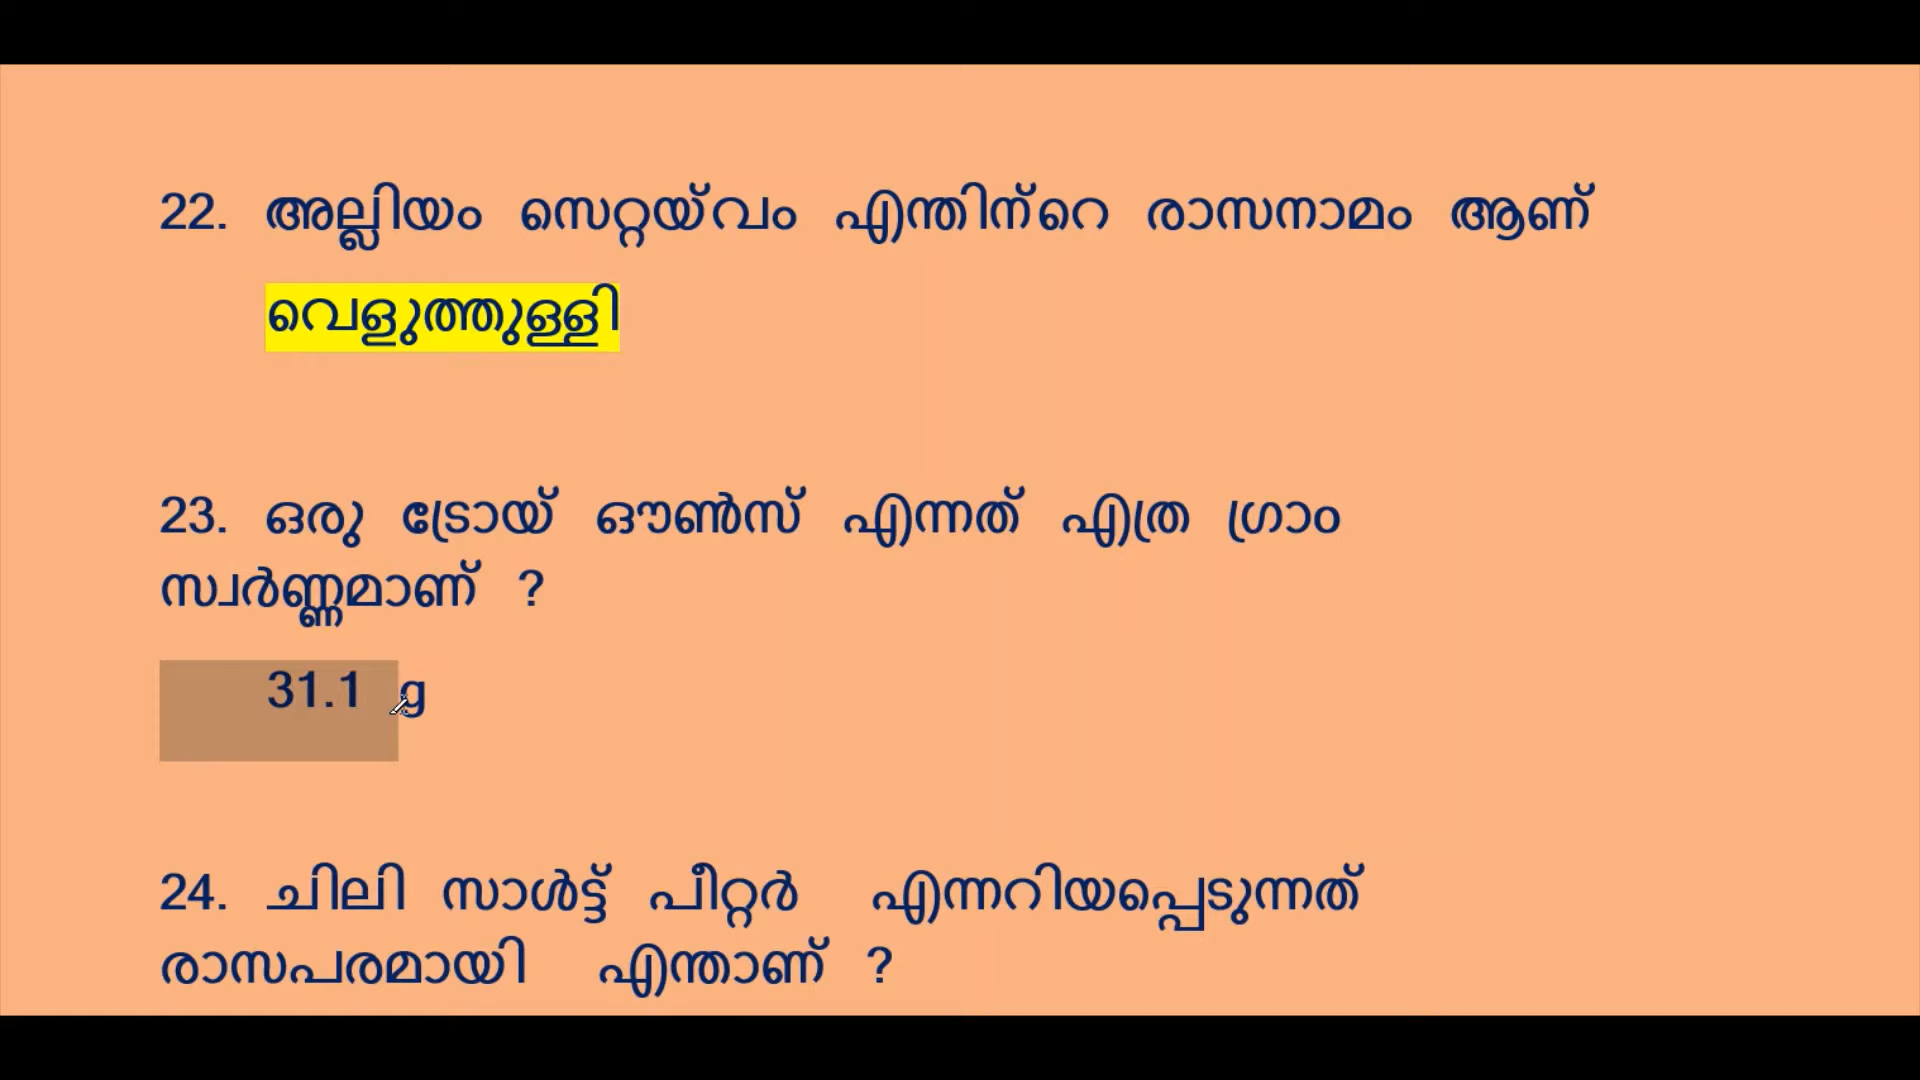 22. അല്ലിയം സെറ്റയ്‌വം എന്തിന്റെ രാസനാമം ആണ്
വെളുത്തുള്ളി
23. ഒരു ട്രോയ് ഔൺസ് എന്നത് എത്ര ഗ്രാം
സ്വർണ്ണമാണ് ?
31.1 g
24. ചിലി സാൾട്ട് പീറ്റർ എന്നറിയപ്പെടുന്നത്
രാസപരമായി എന്താണ് ?